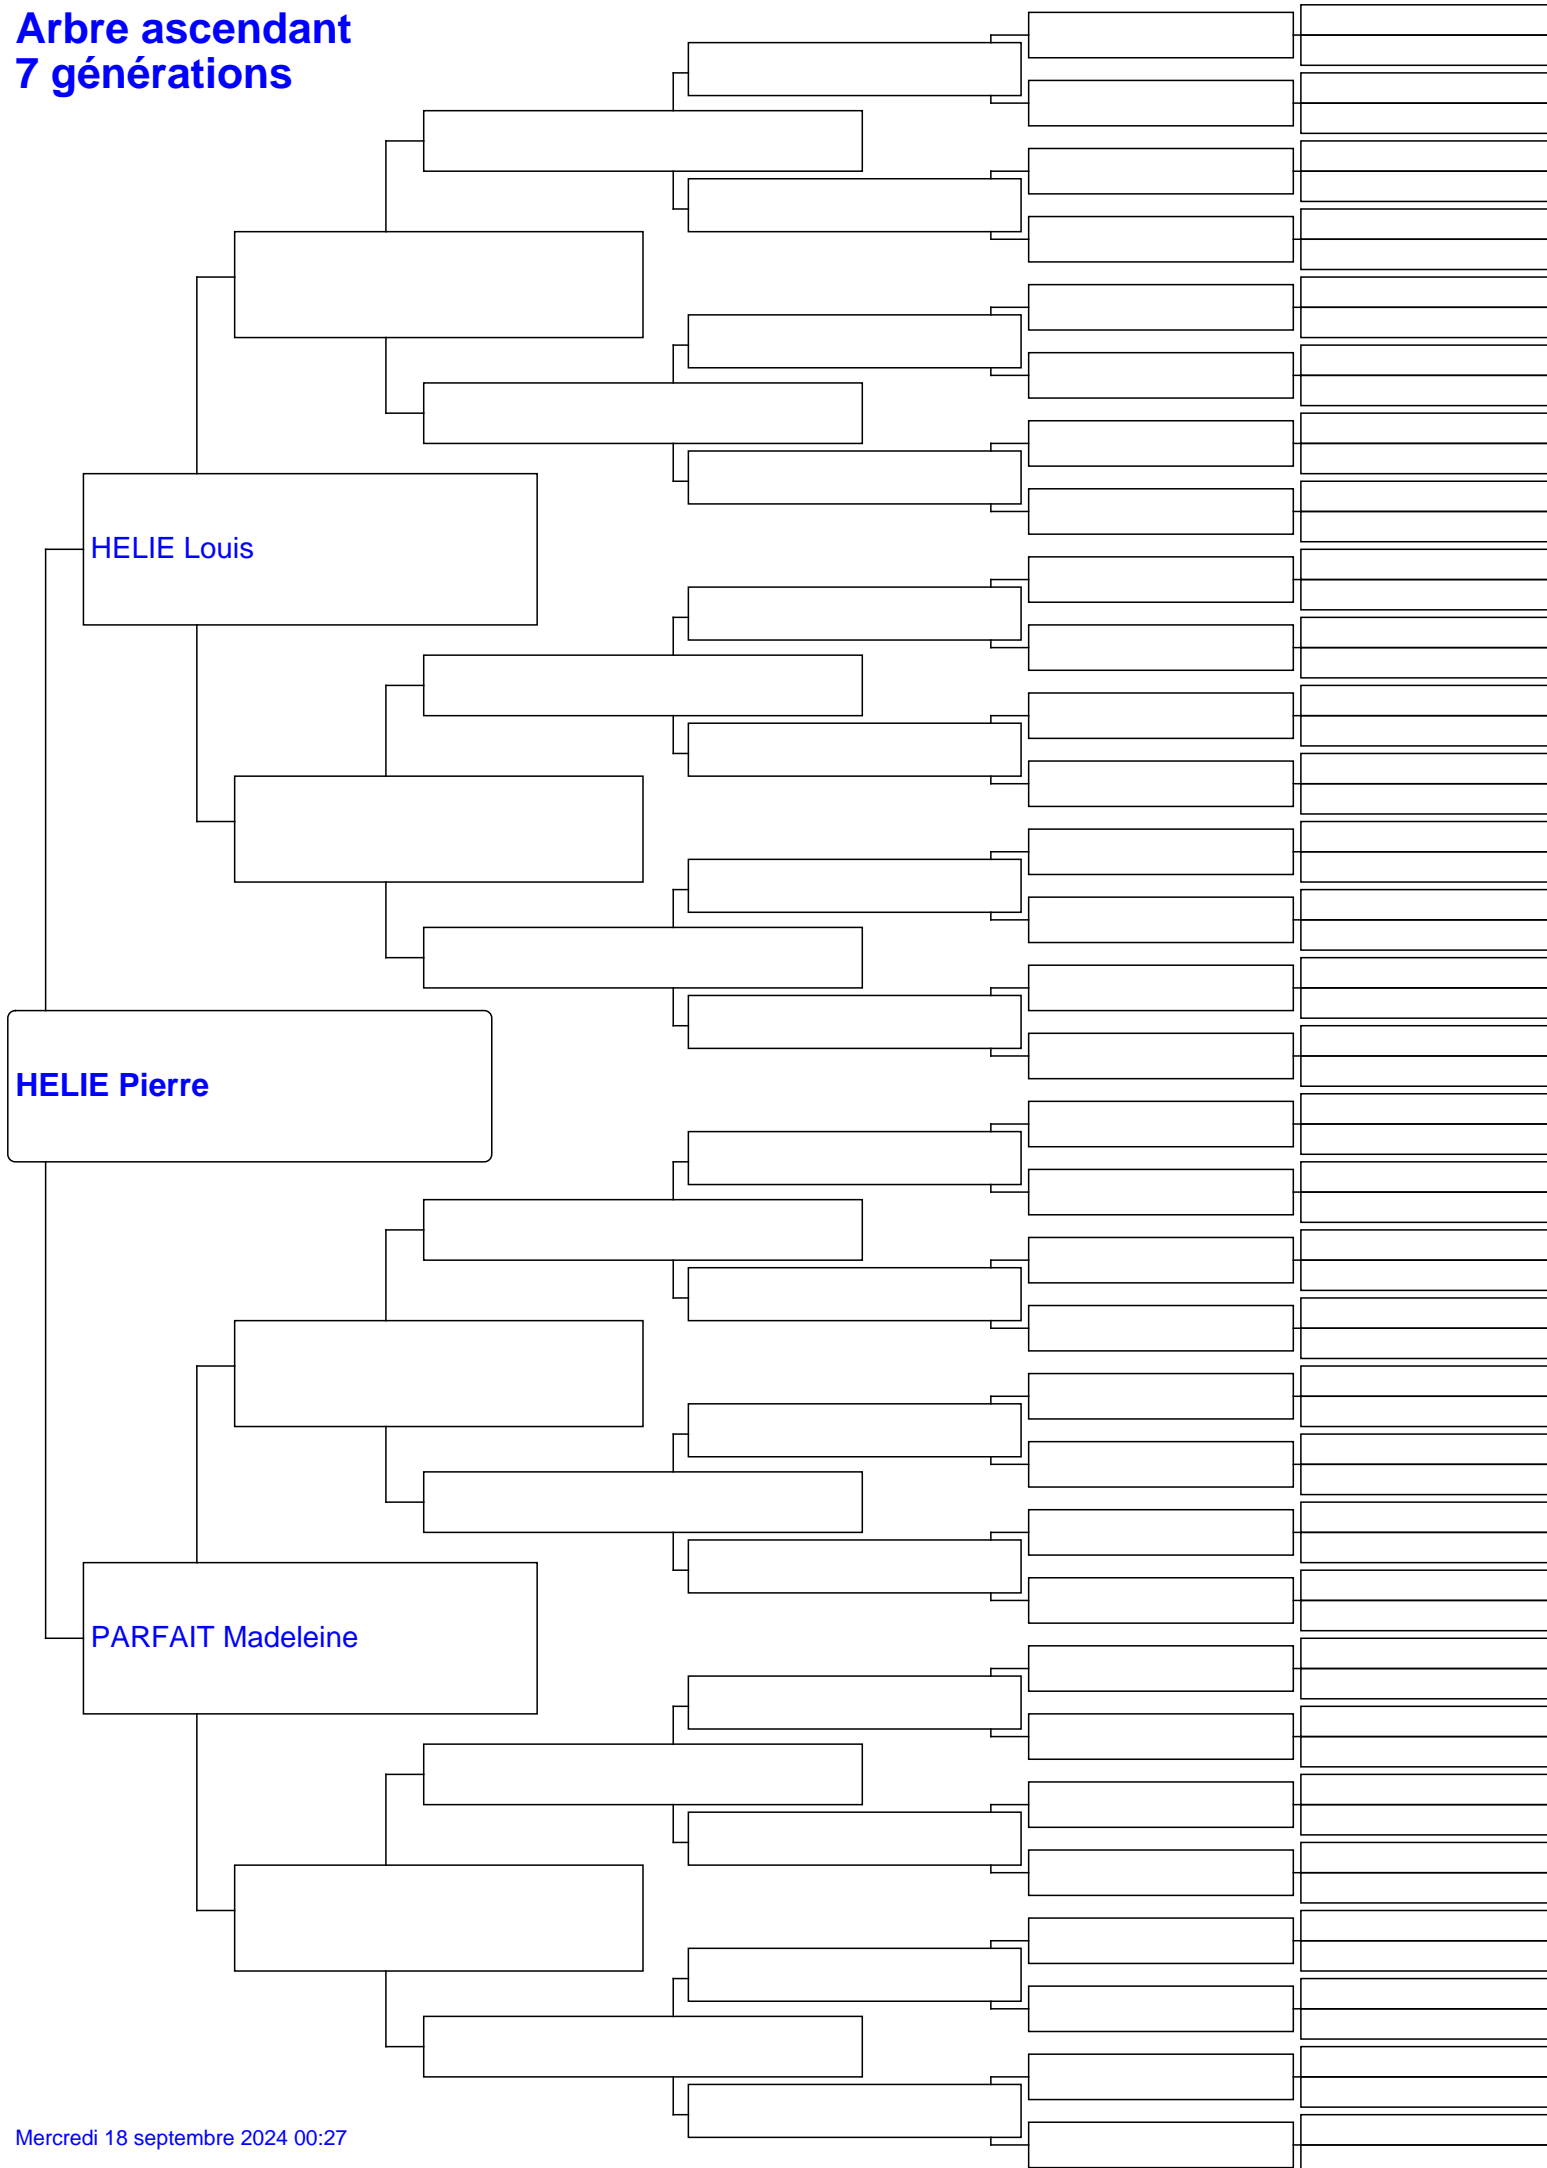 Arbre ascendant
7 générations
HELIE Louis
HELIE Pierre
PARFAIT Madeleine
Mercredi 18 septembre 2024 00:27